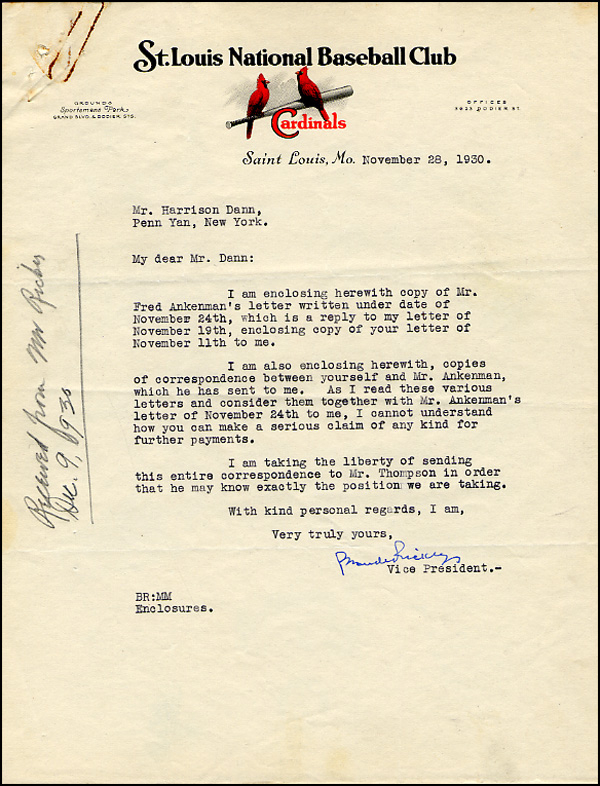 St. Louis National Baseball Club
GROUNDS
Sportsmans Park
GRAND BLVD. & DODIER STS.
OFFICES
3623 DODIER ST.
Cardinals
Saint Louis, Mo. November 28, 1930.
Mr. Harrison Dann,
Penn Yan, New York.
My dear Mr. Dann:
I am enclosing herewith copy of Mr.
Fred Ankenman's letter written under date of
November 24th, which is a reply to my letter of
November 19th, enclosing copy of your letter of
November 11th to me.
I am also enclosing herewith, copies
of correspondence between yourself and Mr. Ankenman,
which he has sent to me. As I read these various
letters and consider them together with Mr. Ankenman's
letter of November 24th to me, I cannot understand
how you can make a serious claim of any kind for
further payments.
I am taking the liberty of sending
this entire correspondence to Mr. Thompson in order
that he may know exactly the position we are taking.
With kind personal regards, I am,
Very truly yours,
Branch Rickey
Vice President.-
BR:MM
Enclosures.
Received from Mr Rickey
Dec. 9, 1930